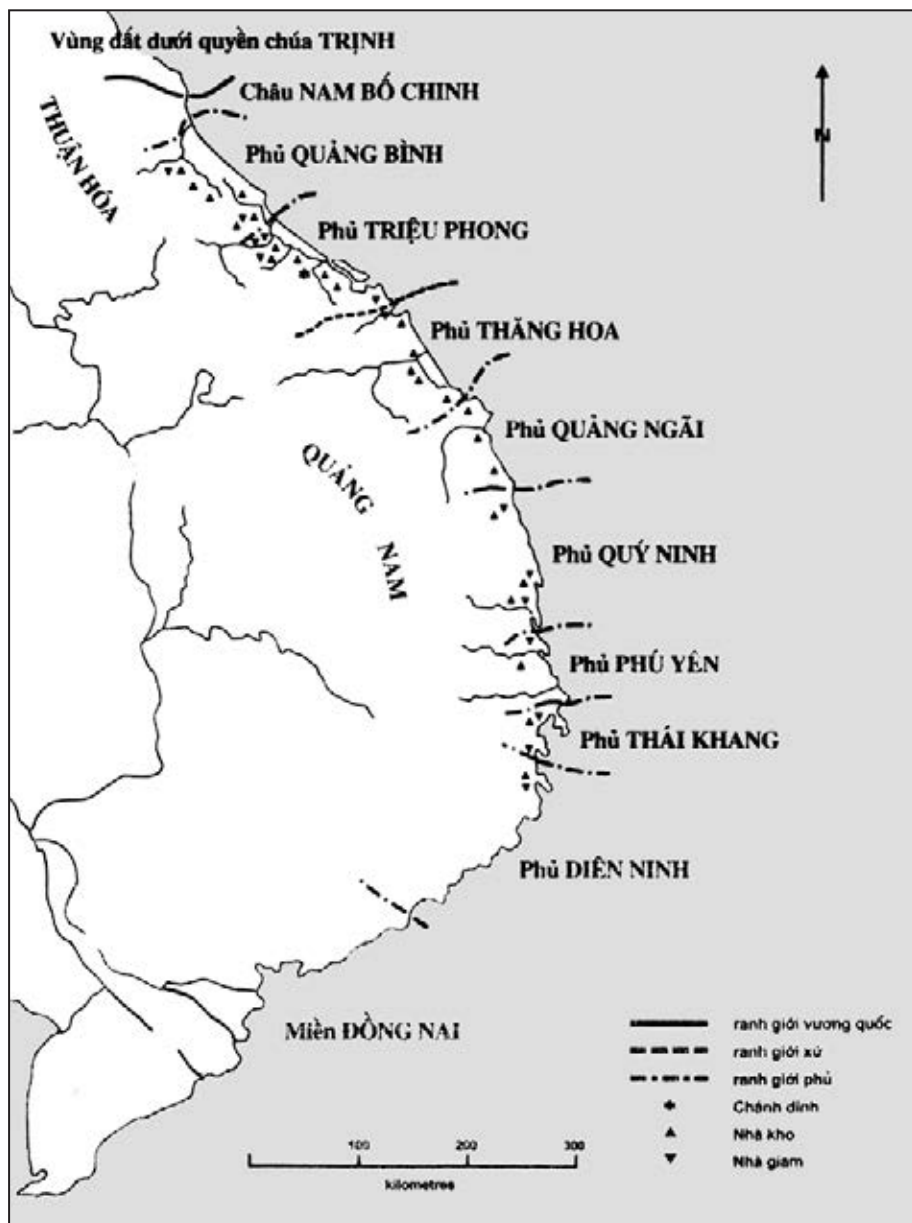 Vùng đất dưới quyền chúa TRỊNH
Châu NAM BỐ CHINH
N
THUẬN HÓA
Phủ QUẢNG BÌNH
Phủ TRIỆU PHONG
Phủ THĂNG HOA
Phủ QUẢNG NGÃI
QUẢNG NAM
Phủ QUÝ NINH
Phủ PHÚ YÊN
Phủ THÁI KHANG
Phủ DIÊN NINH
Miền ĐỒNG NAI
ranh giới vương quốc
ranh giới xứ
ranh giới phủ
Chánh dinh
Nhà kho
Nhà giam
100 200 300
kilometres